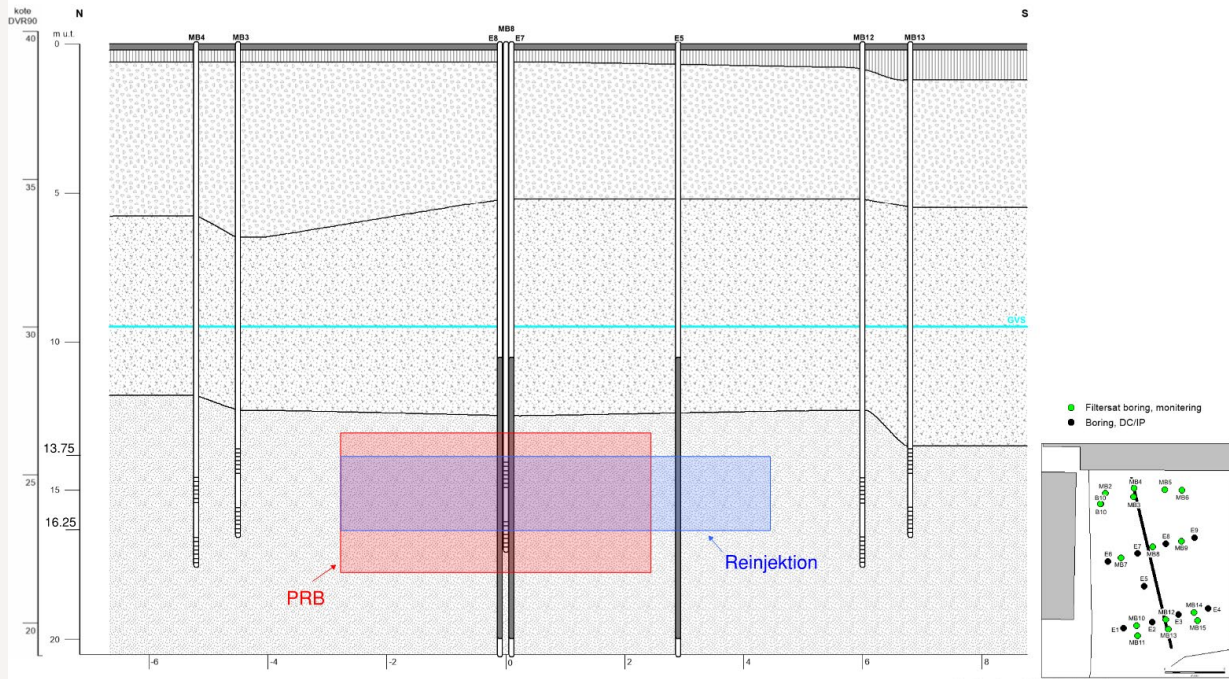 kote
DVR90
N
S
m u.t.
MB4
MB3
MB8
E8
E7
E5
MB12
MB13
40
35
30
25
20
0
5
10
13.75
15
16.25
20
GVS
PRB
Reinjektion
-6
-4
-2
0
2
4
6
8
Filtersat boring, monitering
Boring, DC/IP
MB4
MB5
MB2
B10
MB6
MB3
B10
E9
E8
MB9
E7
MB8
E6
MB7
E5
MB12
MB14
E4
MB10
E3
E1
E2
MB15
MB13
MB11